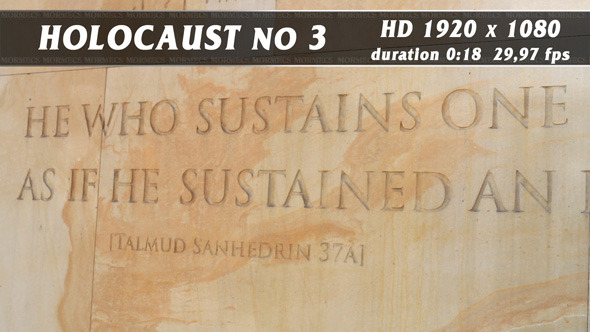 HOLOCAUST NO 3
HD 1920 x 1080
duration 0:18 29,97 fps
HE WHO SUSTAINS ONE
AS IF HE SUSTAINED AN
[TALMUD SANHEDRIN 37A]